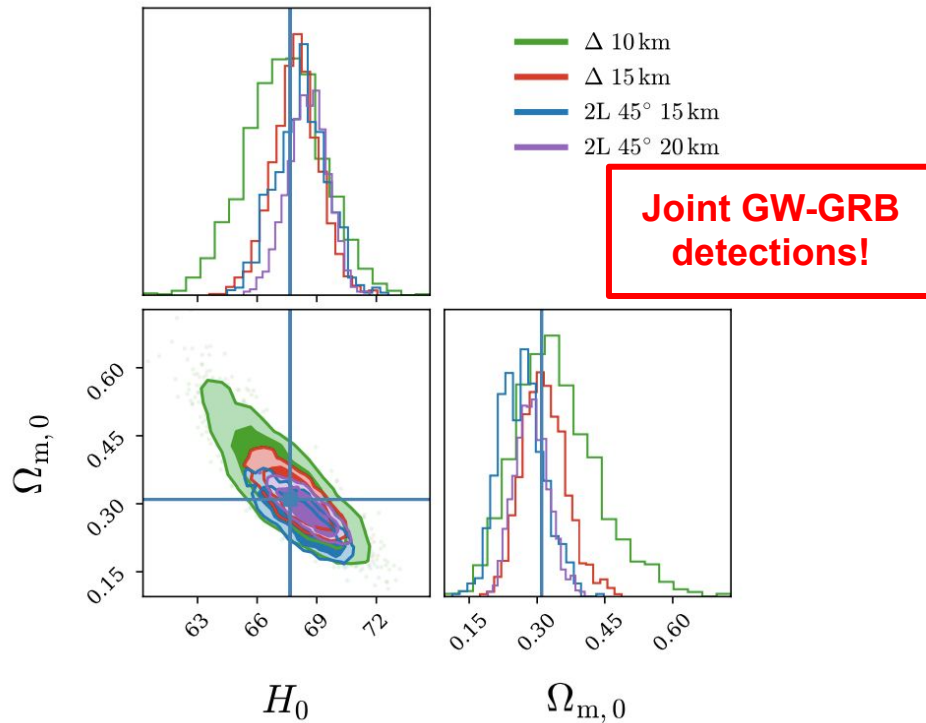 Δ 10 km
Δ 15 km
2L 45° 15 km
2L 45° 20 km
Joint GW-GRB
detections!
0.60
0.45
0.30
0.15
Ωm, 0
63
66
69
72
H0
0.15
0.30
0.45
0.60
Ωm, 0